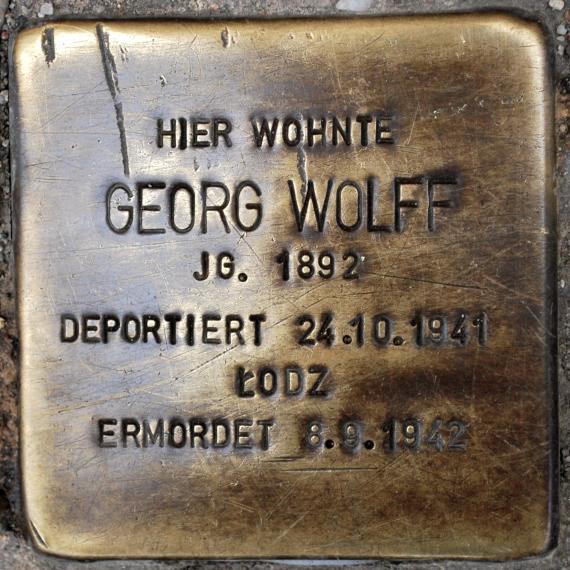 HIER WOHNTE
GEORG WOLFF
JG. 1892
DEPORTIERT 24.10.1941
ŁODZ
ERMORDET 8.9.1942